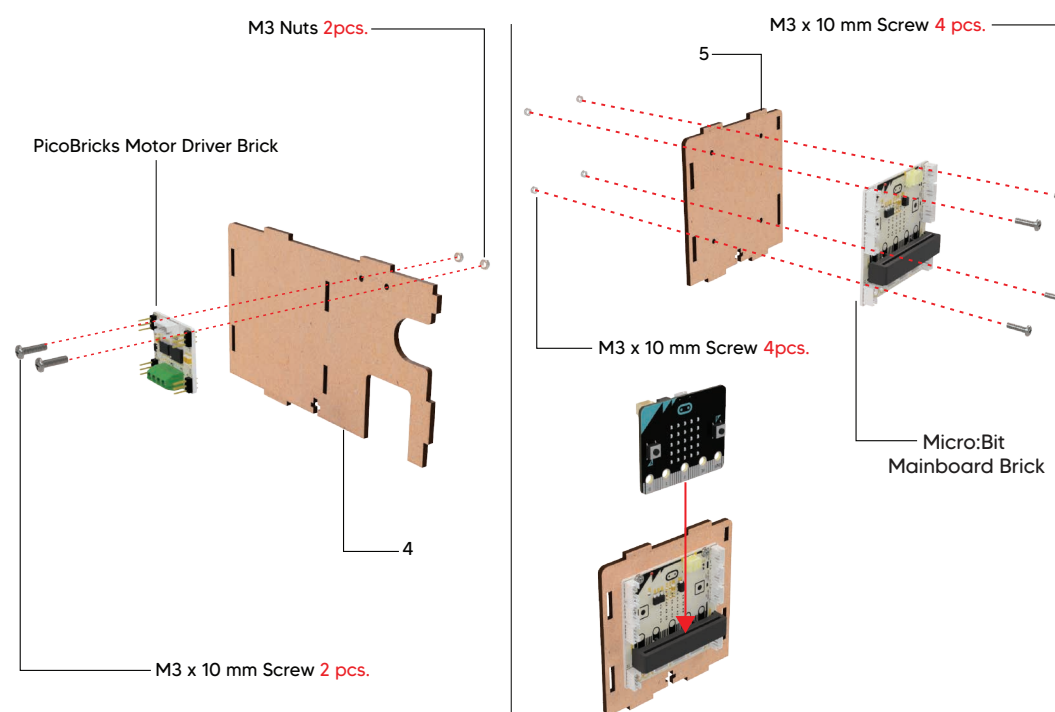 M3 Nuts 2pcs.
PicoBricks Motor Driver Brick
4
M3 x 10 mm Screw 2 pcs.
M3 x 10 mm Screw 4 pcs.
5
M3 x 10 mm Screw 4pcs.
Micro:Bit
Mainboard Brick